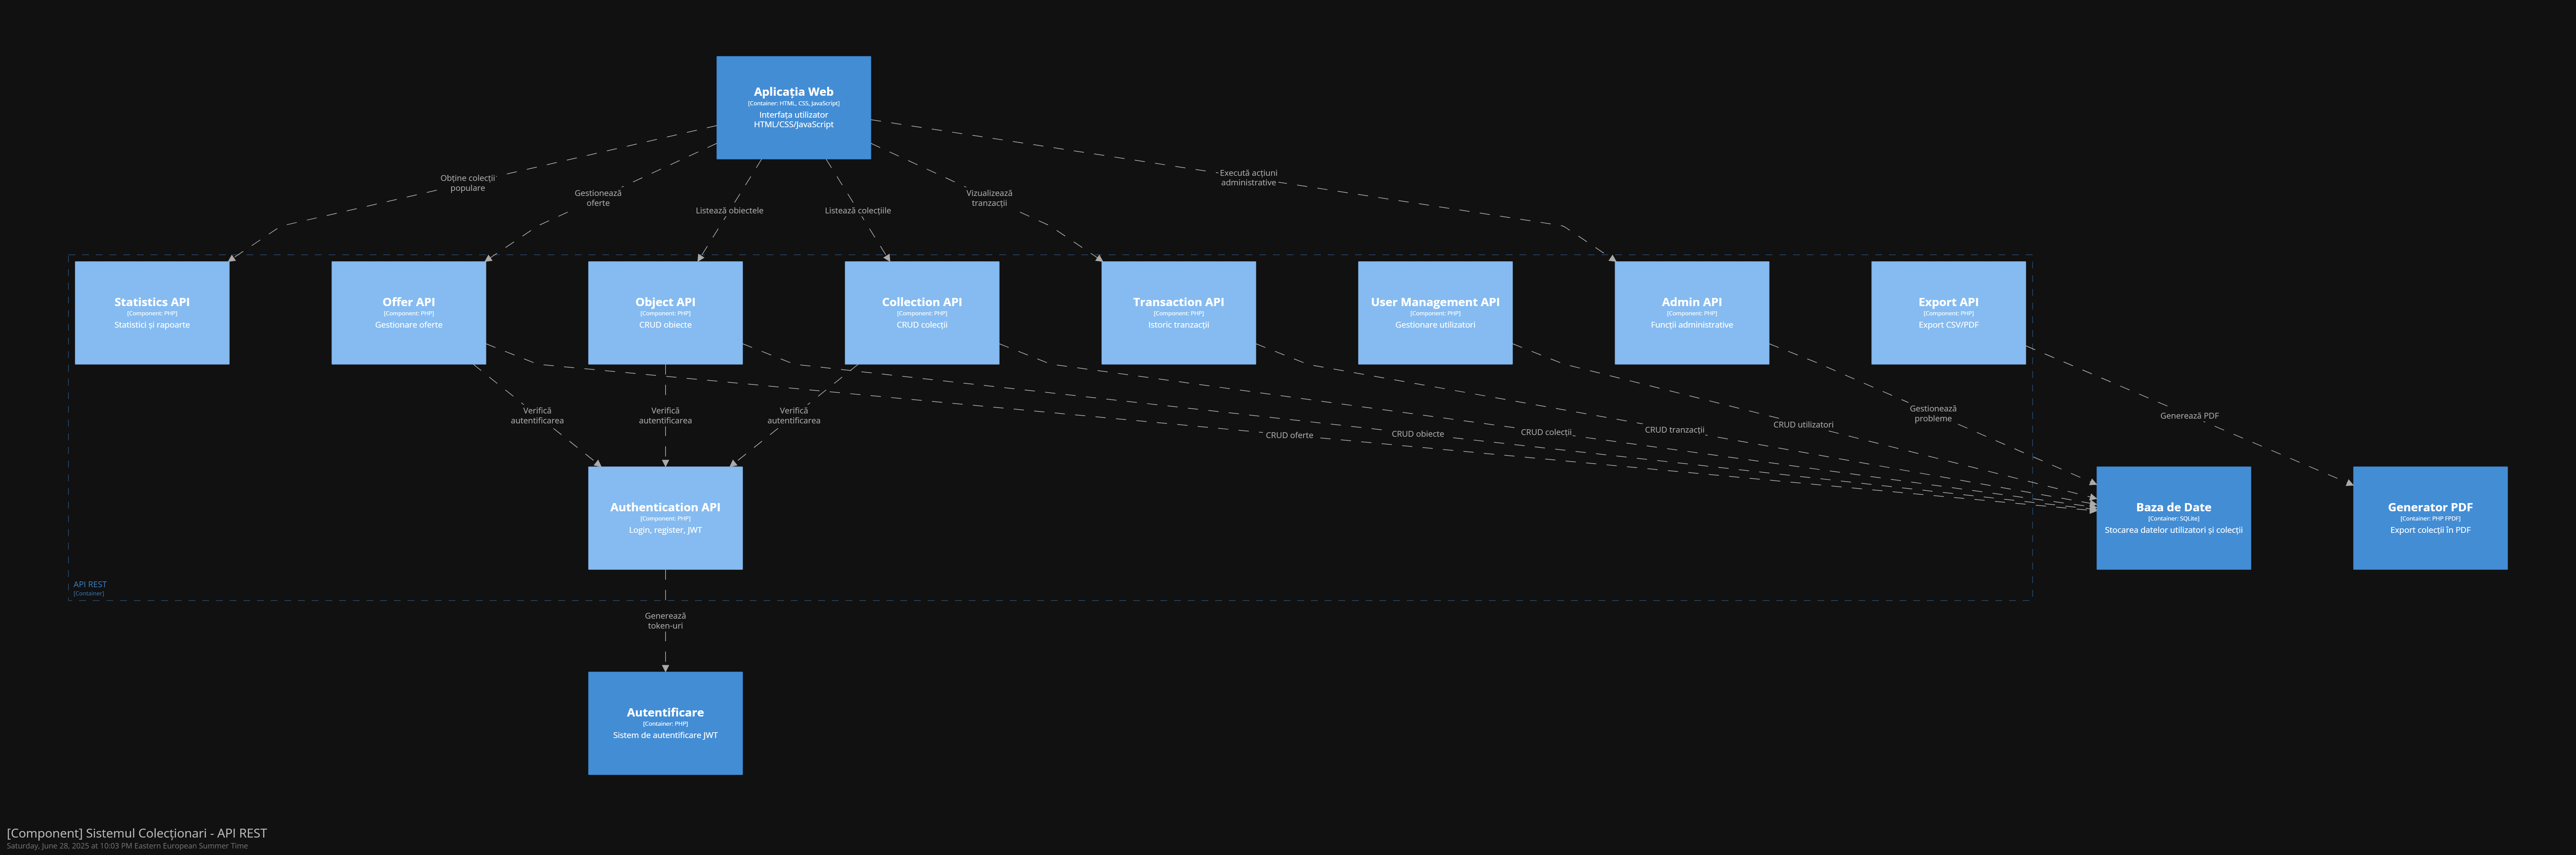 Aplicația Web
[Container: HTML, CSS, JavaScript]
Interfața utilizator
HTML/CSS/JavaScript
Obține colecții
populare
Gestionează
oferte
Listează obiectele
Listează colecțiile
Vizualizează
tranzacții
Execută acțiuni
administrative
Statistics API
[Component: PHP]
Statistici și rapoarte
Offer API
[Component: PHP]
Gestionare oferte
Object API
[Component: PHP]
CRUD obiecte
Collection API
[Component: PHP]
CRUD colecții
Transaction API
[Component: PHP]
Istoric tranzacții
User Management API
[Component: PHP]
Gestionare utilizatori
Admin API
[Component: PHP]
Funcții administrative
Export API
[Component: PHP]
Export CSV/PDF
Verifică
autentificarea
Verifică
autentificarea
Verifică
autentificarea
CRUD oferte
CRUD obiecte
CRUD colecții
CRUD tranzacții
CRUD utilizatori
Gestionează
probleme
Generează PDF
Authentication API
[Component: PHP]
Login, register, JWT
Baza de Date
[Container: SQLite]
Stocarea datelor utilizatori și colecții
Generator PDF
[Container: PHP FPDF]
Export colecții în PDF
API REST
[Container]
Generează
token-uri
Autentificare
[Container: PHP]
Sistem de autentificare JWT
[Component] Sistemul Colecționari - API REST
Saturday, June 28, 2025 at 10:03 PM Eastern European Summer Time